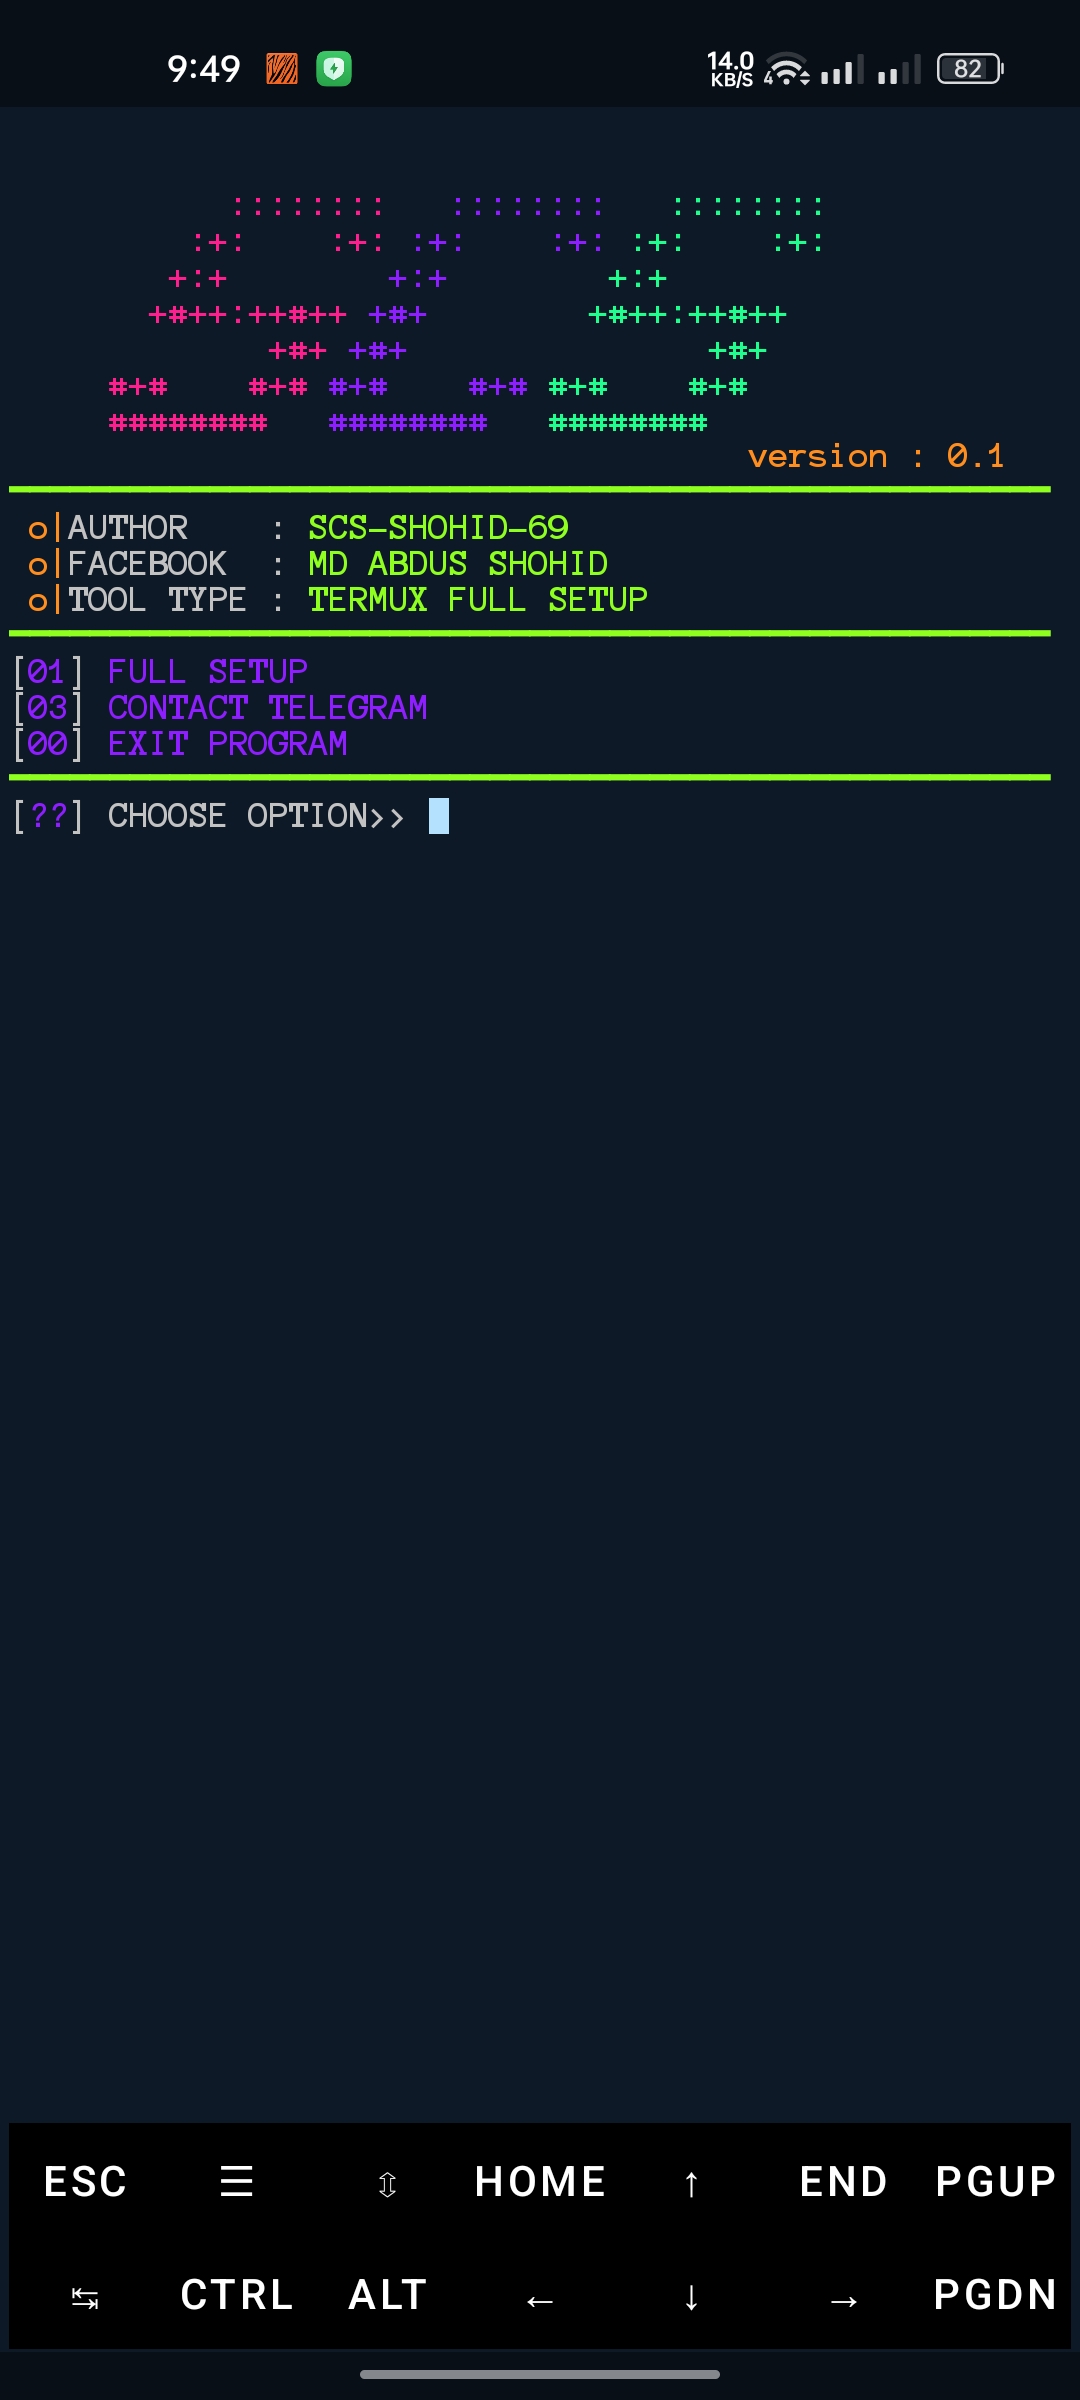 9:49 14.0 KB/S 4 82
::::::::   ::::::::   ::::::::
:+:    :+: :+:    :+: :+:    :+:
+:+        +:+        +:+
+#++:++#++ +#+        +#++:++#++
+#+ +#+               +#+
#+#    #+# #+#    #+# #+#    #+#
########   ########   ########
version : 0.1
o|AUTHOR    : SCS-SHOHID-69
o|FACEBOOK  : MD ABDUS SHOHID
o|TOOL TYPE : TERMUX FULL SETUP
[01] FULL SETUP
[03] CONTACT TELEGRAM
[00] EXIT PROGRAM
[??] CHOOSE OPTION>>
ESC ☰ ⇳ HOME ↑ END PGUP
↹ CTRL ALT ← ↓ → PGDN